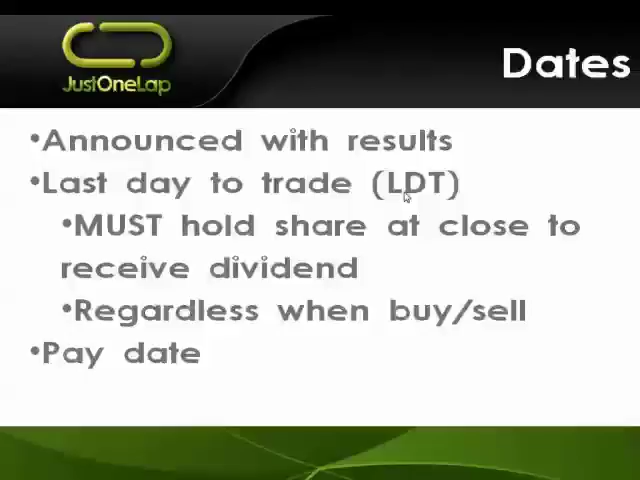 JustOneLap
Dates
•Announced with results
•Last day to trade (LDT)
•MUST hold share at close to
receive dividend
•Regardless when buy/sell
•Pay date